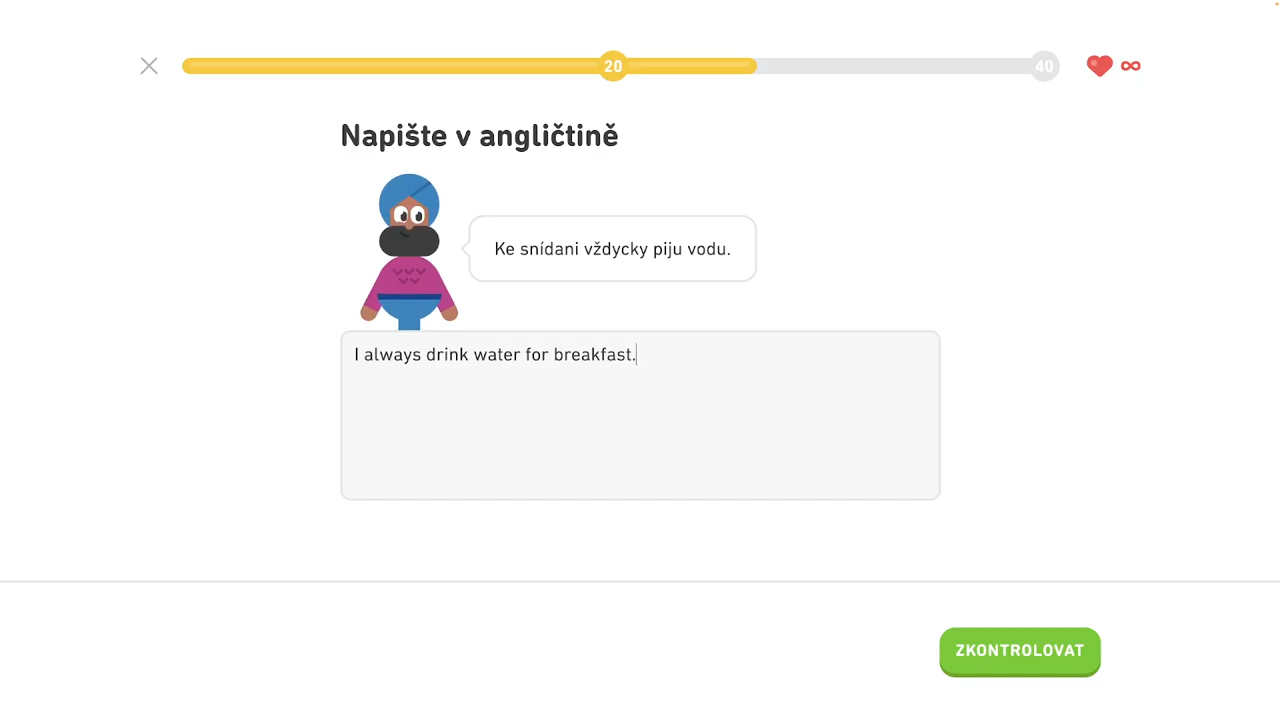 20
40
∞
Napište v angličtině
Ke snídani vždycky piju vodu.
I always drink water for breakfast.
ZKONTROLOVAT